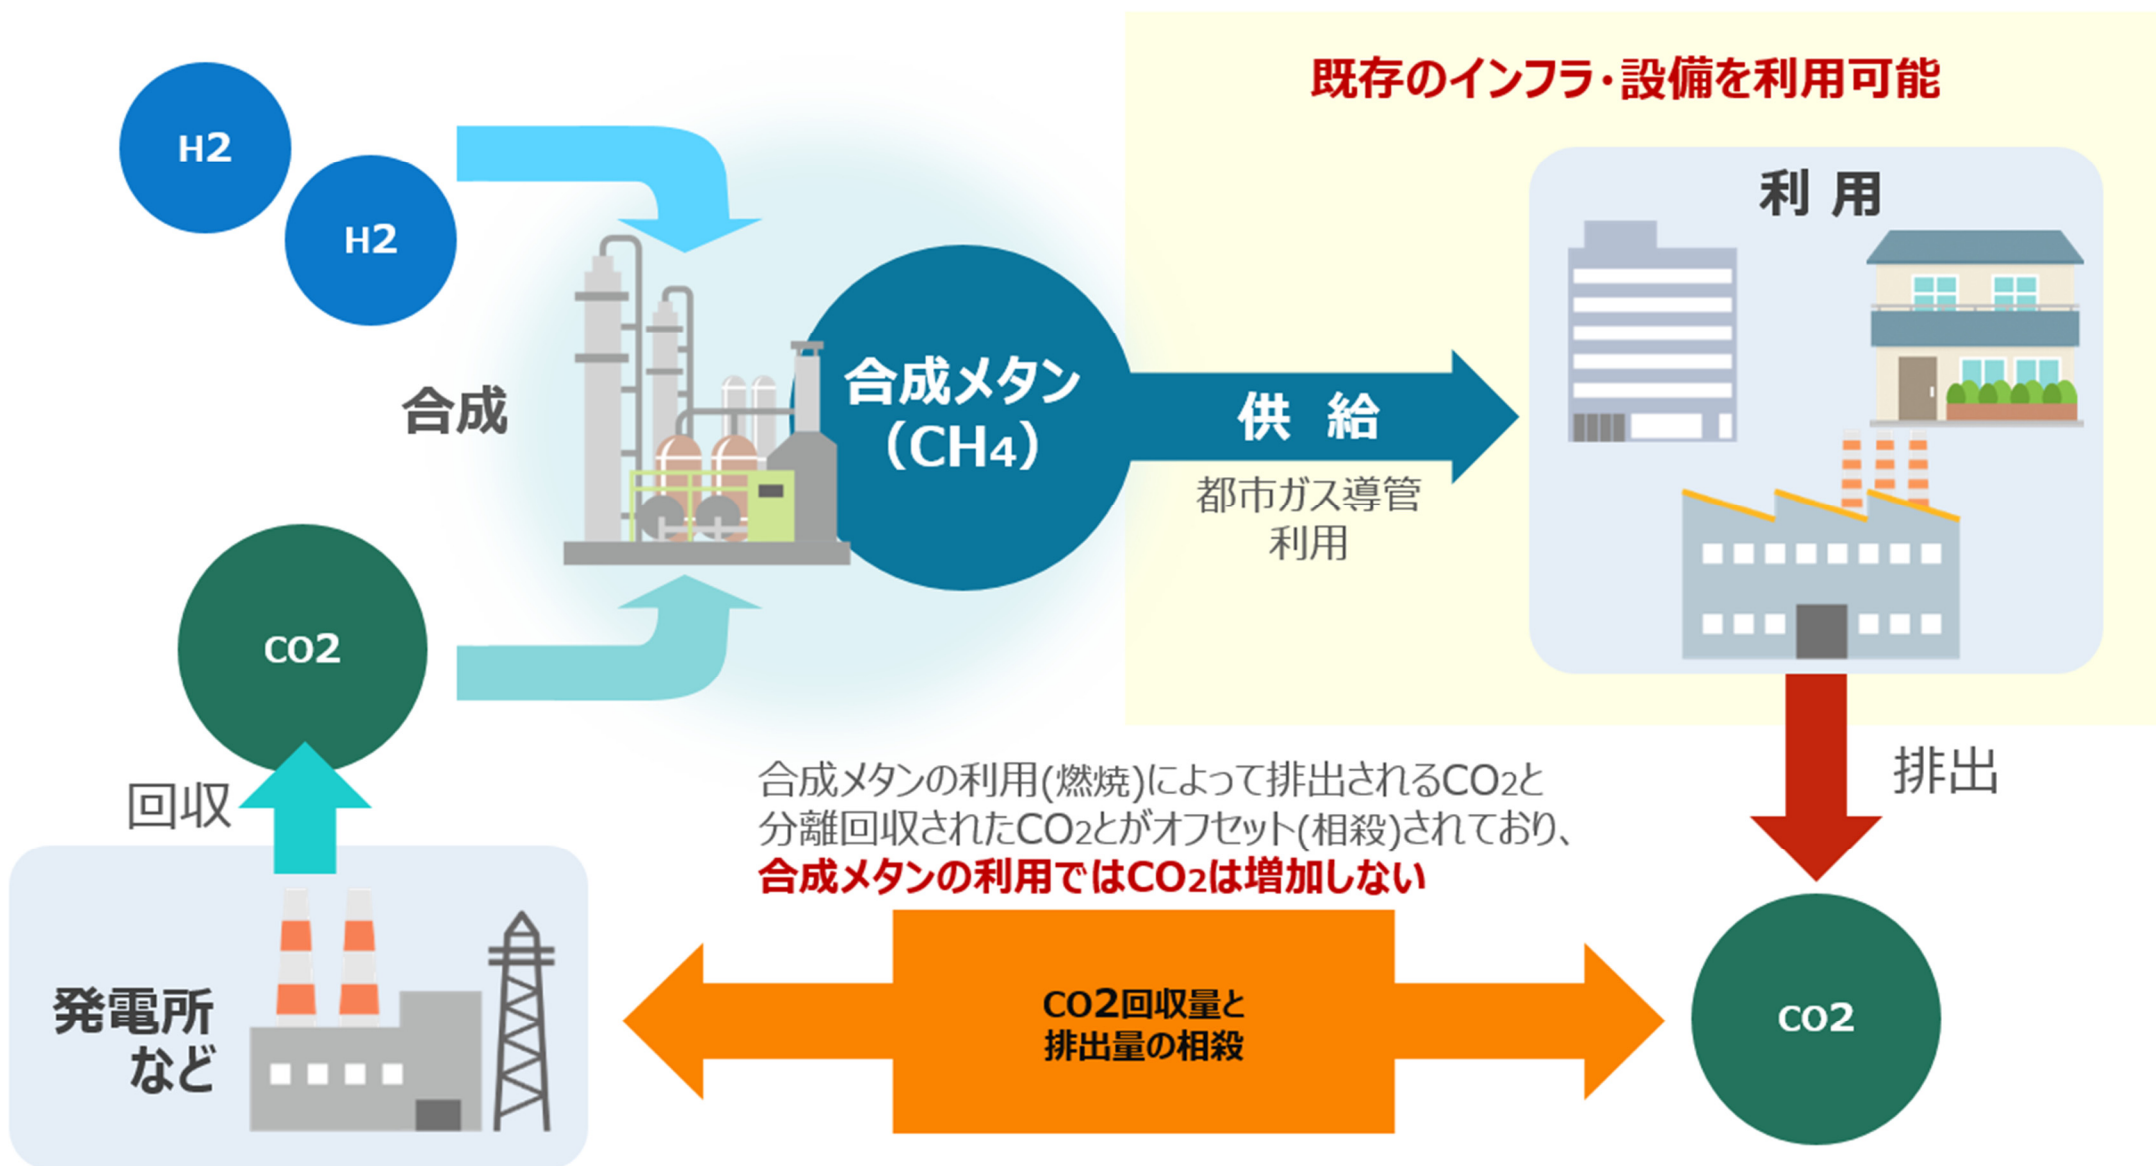 既存のインフラ・設備を利用可能
H2
H2
合成
合成メタン
（CH4）
供 給
都市ガス導管
利用
利 用
CO2
回収
発電所
など
合成メタンの利用(燃焼)によって排出されるCO2と
分離回収されたCO2とがオフセット(相殺)されており、
合成メタンの利用ではCO2は増加しない
排出
CO2回収量と
排出量の相殺
CO2